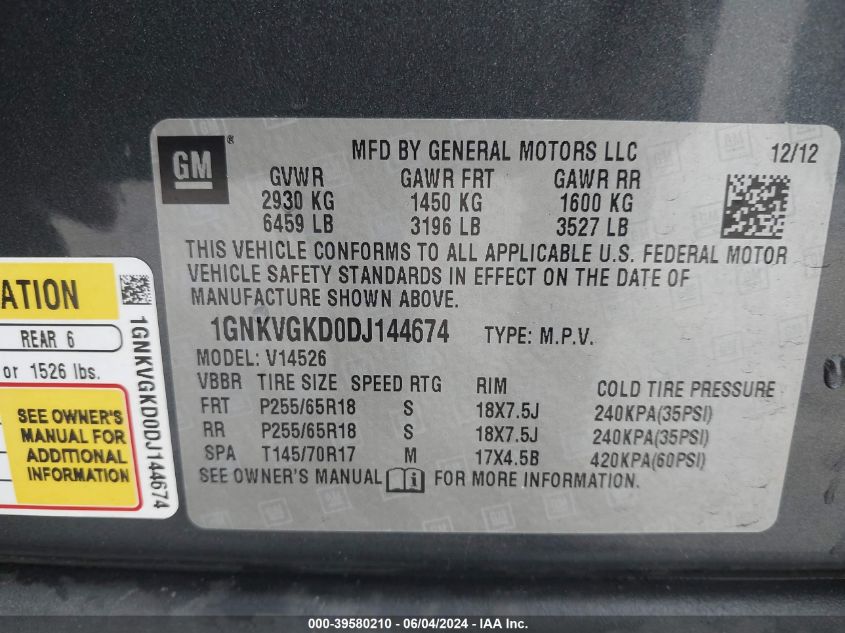 GM®
MFD BY GENERAL MOTORS LLC 12/12
GVWR GAWR FRT GAWR RR
2930 KG 1450 KG 1600 KG
6459 LB 3196 LB 3527 LB
THIS VEHICLE CONFORMS TO ALL APPLICABLE U.S. FEDERAL MOTOR
VEHICLE SAFETY STANDARDS IN EFFECT ON THE DATE OF
MANUFACTURE SHOWN ABOVE.
1GNKVGKD0DJ144674 TYPE: M.P.V.
MODEL: V14526
VBBR TIRE SIZE SPEED RTG RIM COLD TIRE PRESSURE
FRT P255/65R18 S 18X7.5J 240KPA(35PSI)
RR P255/65R18 S 18X7.5J 240KPA(35PSI)
SPA T145/70R17 M 17X4.5B 420KPA(60PSI)
SEE OWNER'S MANUAL i FOR MORE INFORMATION.
ATION
REAR 6
or 1526 lbs.
SEE OWNER'S
MANUAL FOR
ADDITIONAL
INFORMATION
1GNKVGKD0DJ144674
000-39580210 - 06/04/2024 - IAA Inc.